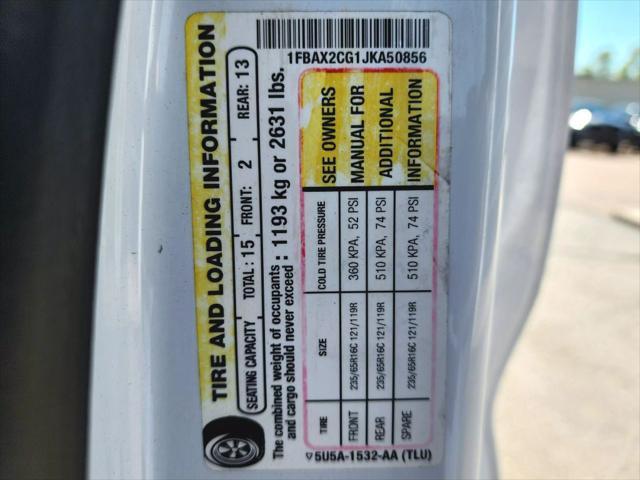 1FBAX2CG1JKA50856
TIRE AND LOADING INFORMATION
SEATING CAPACITY TOTAL : 15 FRONT: 2 REAR: 13
The combined weight of occupants
and cargo should never exceed : 1193 kg or 2631 lbs.
TIRE SIZE COLD TIRE PRESSURE
FRONT 235/65R16C 121/119R 360 KPA, 52 PSI
REAR 235/65R16C 121/119R 510 KPA, 74 PSI
SPARE 235/65R16C 121/119R 510 KPA, 74 PSI
SEE OWNERS
MANUAL FOR
ADDITIONAL
INFORMATION
5U5A-1532-AA (TLU)